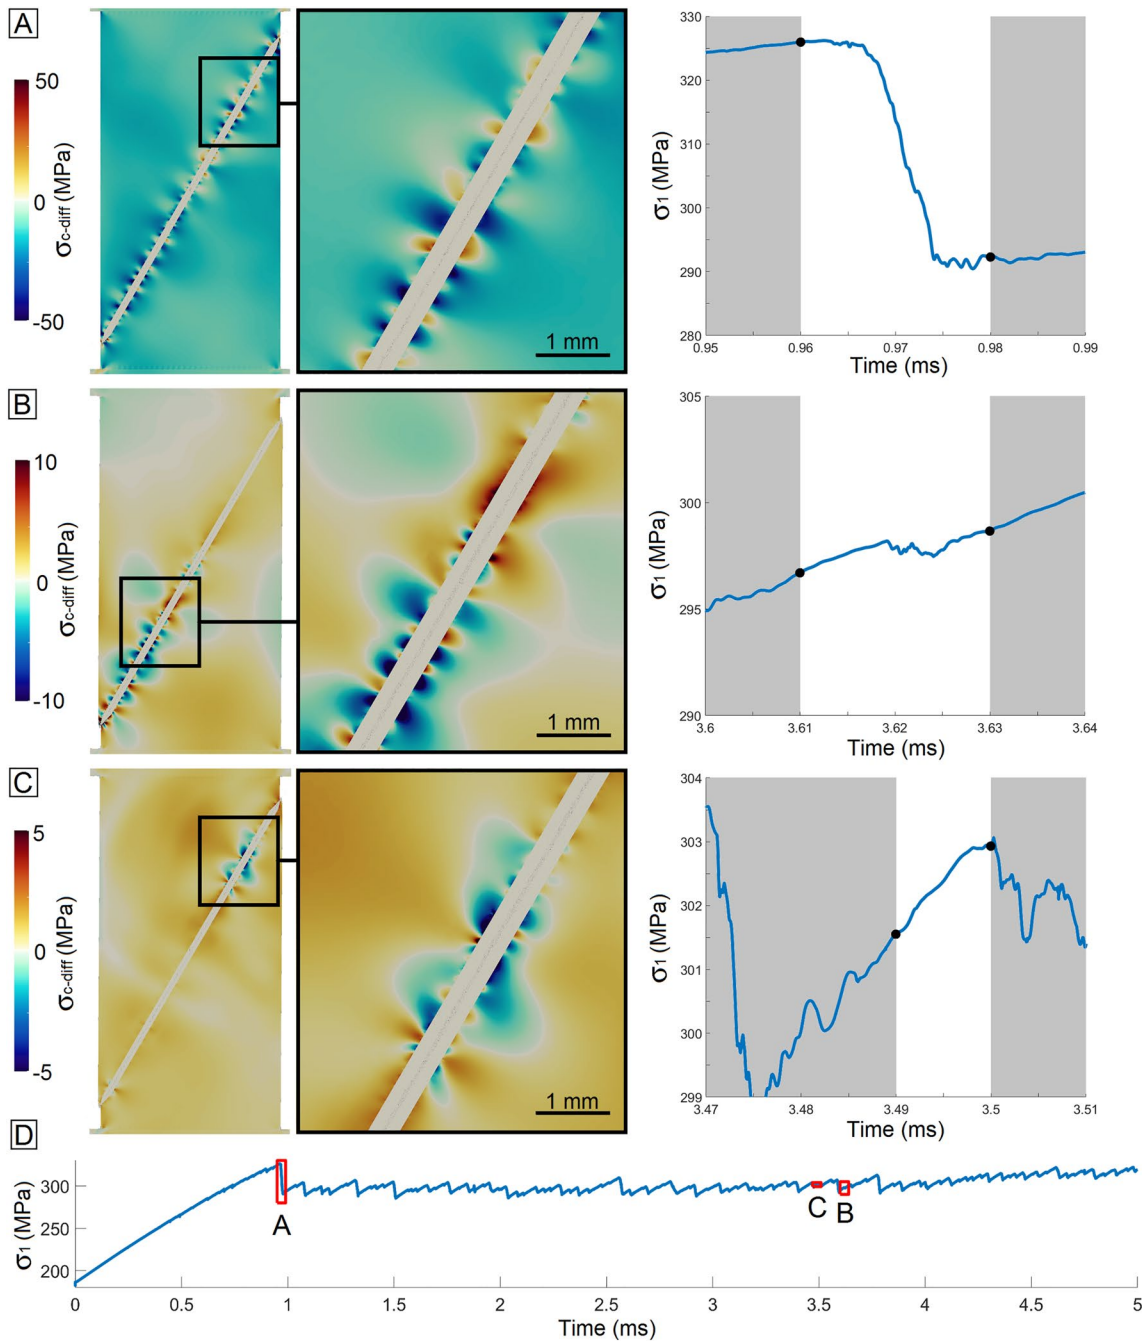 A
50
0
-50
σc-diff (MPa)
1 mm
330
325
320
315
310
305
300
295
290
285
280
σ1 (MPa)
0.95 0.96 0.97 0.98 0.99
Time (ms)
B
10
0
-10
σc-diff (MPa)
1 mm
305
300
295
290
σ1 (MPa)
3.6 3.61 3.62 3.63 3.64
Time (ms)
C
5
0
-5
σc-diff (MPa)
1 mm
304
303
302
301
300
299
σ1 (MPa)
3.47 3.48 3.49 3.5 3.51
Time (ms)
D
300
250
200
σ1 (MPa)
A
C
B
0 0.5 1 1.5 2 2.5 3 3.5 4 4.5 5
Time (ms)